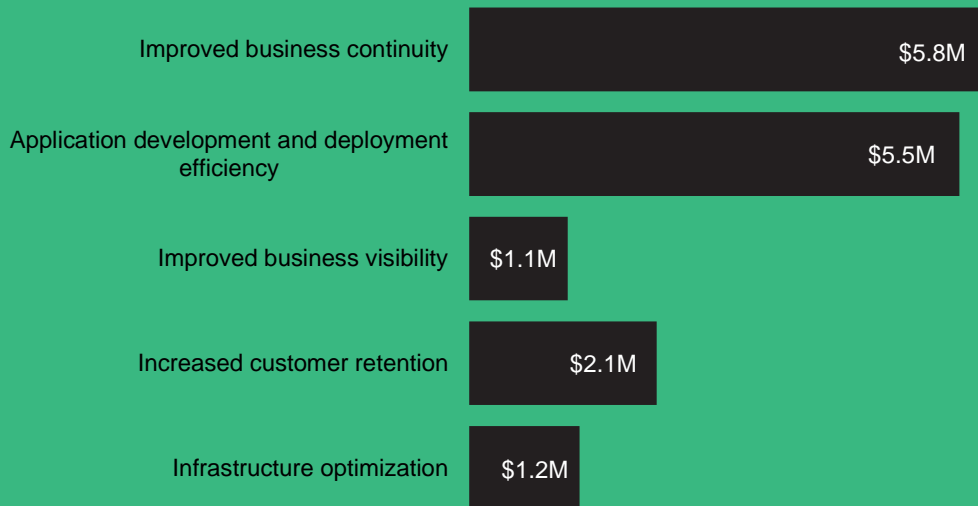 Improved business continuity
$5.8M
Application development and deployment
efficiency
$5.5M
Improved business visibility
$1.1M
Increased customer retention
$2.1M
Infrastructure optimization
$1.2M